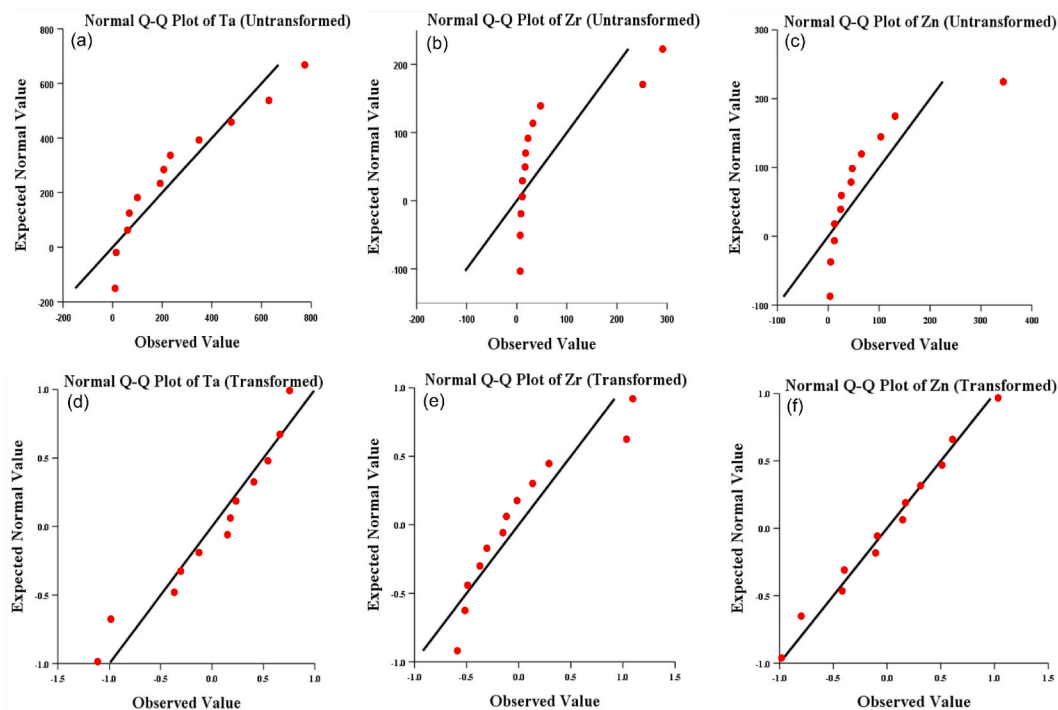 Normal Q-Q Plot of Ta (Untransformed)
(a)
800
600
400
200
0
-200
-200
0
200
400
600
800
Expected Normal Value
Observed Value
Normal Q-Q Plot of Zr (Untransformed)
(b)
200
100
0
-100
-100
0
100
200
300
Expected Normal Value
Observed Value
Normal Q-Q Plot of Zn (Untransformed)
(c)
300
200
100
0
-100
-100
0
100
200
300
400
Expected Normal Value
Observed Value
Normal Q-Q Plot of Ta (Transformed)
(d)
1.0
0.5
0.0
-0.5
-1.0
-1.5
-1.0
-0.5
0.0
0.5
1.0
Expected Normal Value
Observed Value
Normal Q-Q Plot of Zr (Transformed)
(e)
1.0
0.5
0.0
-0.5
-1.0
-1.0
-0.5
0.0
0.5
1.0
1.5
Expected Normal Value
Observed Value
Normal Q-Q Plot of Zn (Transformed)
(f)
1.0
0.5
0.0
-0.5
-1.0
-1.0
-0.5
0.0
0.5
1.0
1.5
Expected Normal Value
Observed Value